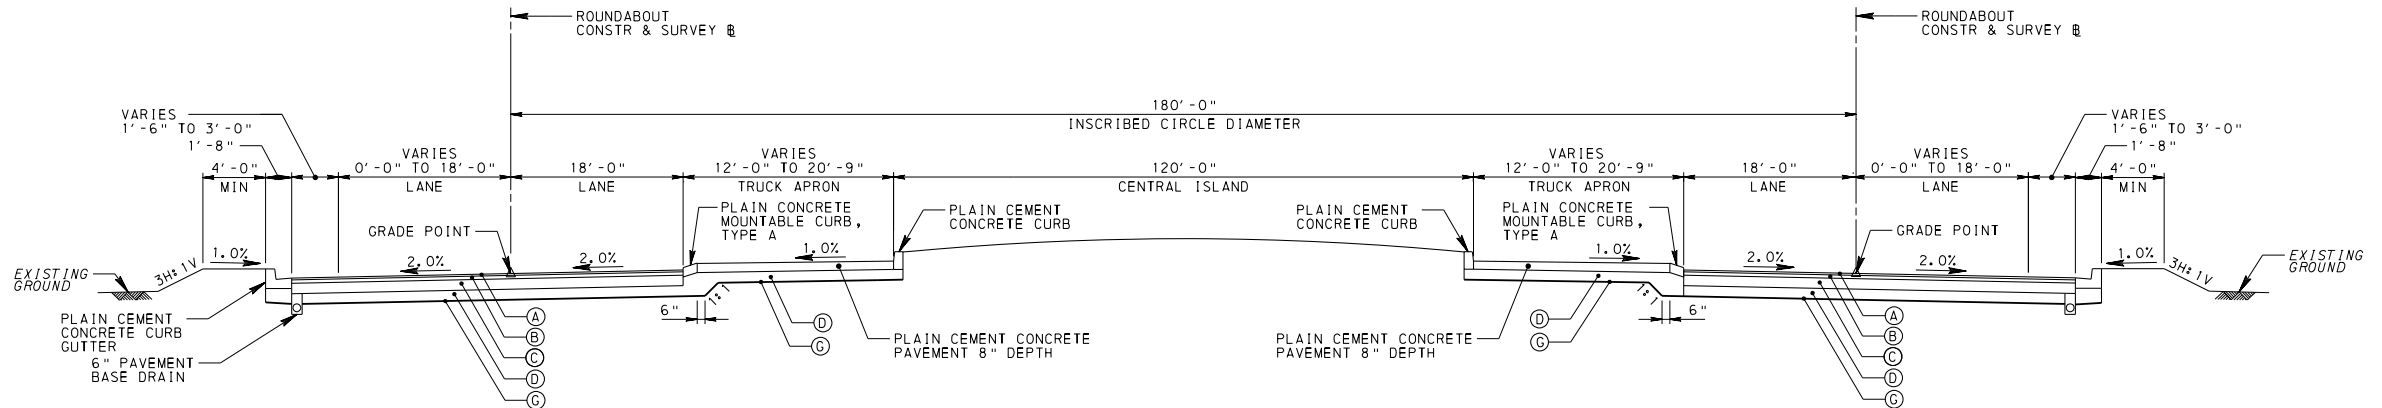 ROUNDABOUT
CONSTR & SURVEY ℄
ROUNDABOUT
CONSTR & SURVEY ℄
180'-0"
INSCRIBED CIRCLE DIAMETER
VARIES
1'-6" TO 3'-0"
1'-8"
4'-0"
MIN
VARIES
0'-0" TO 18'-0"
LANE
18'-0"
LANE
VARIES
12'-0" TO 20'-9"
TRUCK APRON
120'-0"
CENTRAL ISLAND
VARIES
12'-0" TO 20'-9"
TRUCK APRON
18'-0"
LANE
VARIES
0'-0" TO 18'-0"
LANE
VARIES
1'-6" TO 3'-0"
1'-8"
4'-0"
MIN
GRADE POINT
PLAIN CONCRETE
MOUNTABLE CURB,
TYPE A
PLAIN CEMENT
CONCRETE CURB
PLAIN CEMENT
CONCRETE CURB
PLAIN CONCRETE
MOUNTABLE CURB,
TYPE A
GRADE POINT
EXISTING
GROUND
3H:1V
1.0%
2.0%
2.0%
1.0%
1.0%
2.0%
2.0%
1.0%
3H:1V
EXISTING
GROUND
PLAIN CEMENT
CONCRETE CURB
GUTTER
6" PAVEMENT
BASE DRAIN
A
B
C
D
G
6"
1:1
D
G
PLAIN CEMENT CONCRETE
PAVEMENT 8" DEPTH
PLAIN CEMENT CONCRETE
PAVEMENT 8" DEPTH
D
G
1:1
6"
A
B
C
D
G